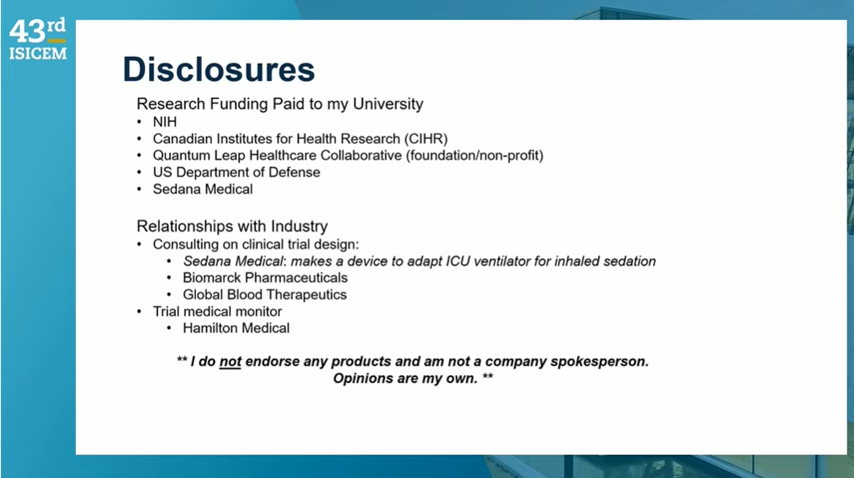 43rd
ISICEM
Disclosures
Research Funding Paid to my University
• NIH
• Canadian Institutes for Health Research (CIHR)
• Quantum Leap Healthcare Collaborative (foundation/non-profit)
• US Department of Defense
• Sedana Medical
Relationships with Industry
• Consulting on clinical trial design:
• Sedana Medical: makes a device to adapt ICU ventilator for inhaled sedation
• Biomarck Pharmaceuticals
• Global Blood Therapeutics
• Trial medical monitor
• Hamilton Medical
** I do not endorse any products and am not a company spokesperson.
Opinions are my own. **